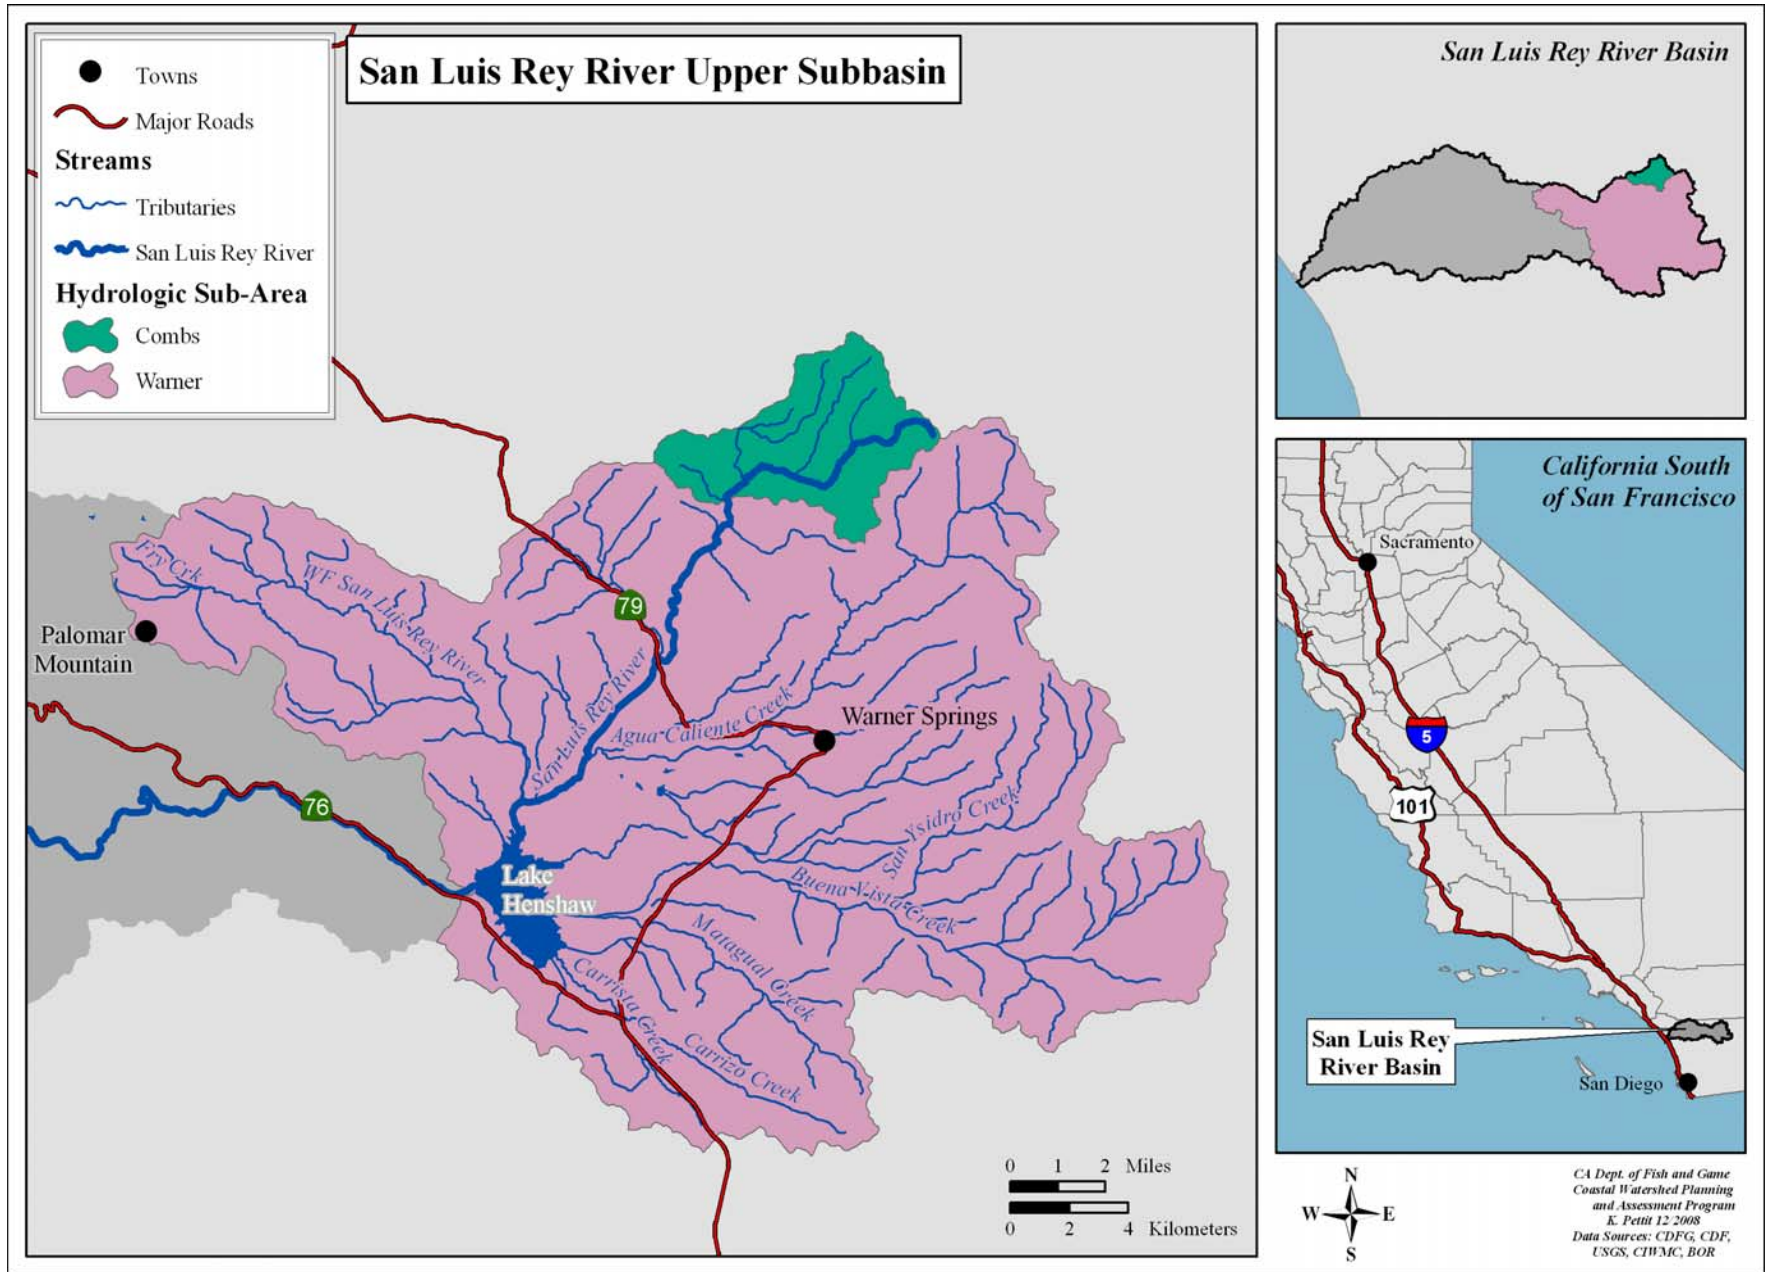 San Luis Rey River Upper Subbasin
Towns
Major Roads
Streams
Tributaries
San Luis Rey River
Hydrologic Sub-Area
Combs
Warner
Fry Crk
WF San Luis Rey River
Palomar
Mountain
79
San Luis Rey River
Agua Caliente Creek
Warner Springs
76
Lake
Henshaw
San Ysidro Creek
Buena Vista Creek
Matagual Creek
Carrista Creek
Carrizo Creek
0 1 2 Miles
0 2 4 Kilometers
San Luis Rey River Basin
California South
of San Francisco
Sacramento
5
101
San Luis Rey
River Basin
San Diego
N
W E
S
CA Dept. of Fish and Game
Coastal Watershed Planning
and Assessment Program
K. Pettit 12/2008
Data Sources: CDFG, CDF,
USGS, CIWMC, BOR